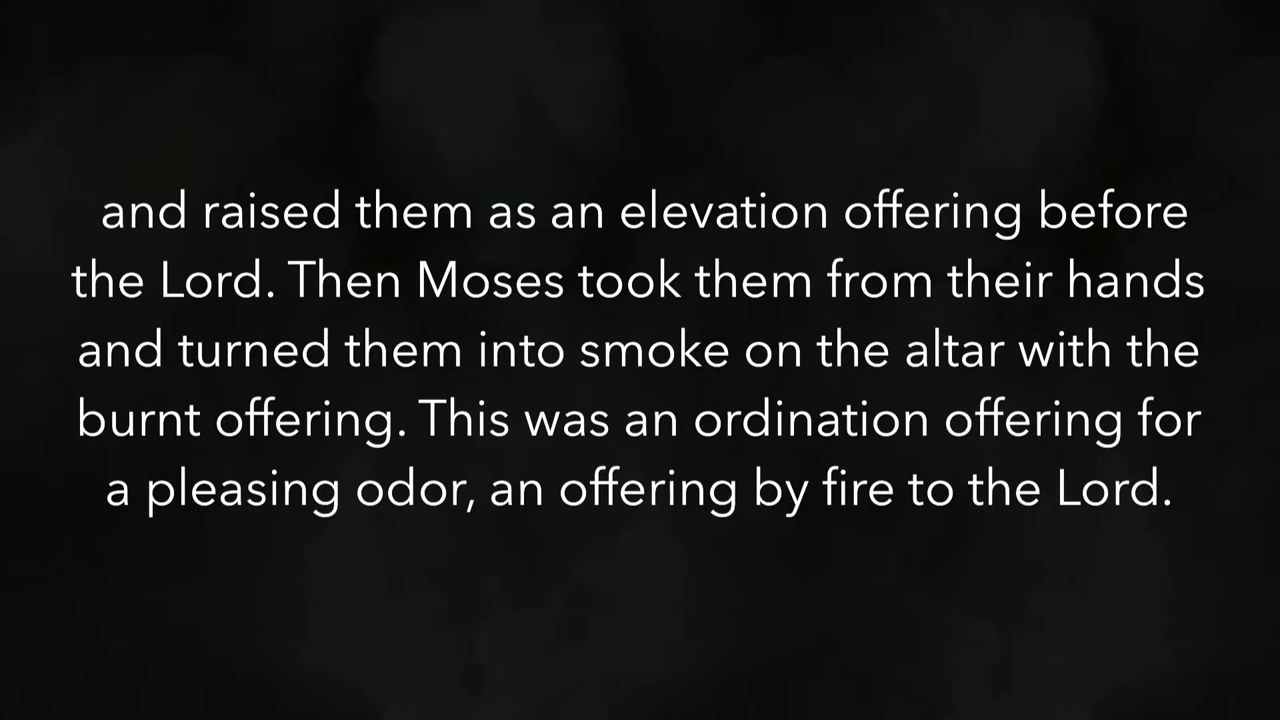 and raised them as an elevation offering before
the Lord. Then Moses took them from their hands
and turned them into smoke on the altar with the
burnt offering. This was an ordination offering for
a pleasing odor, an offering by fire to the Lord.